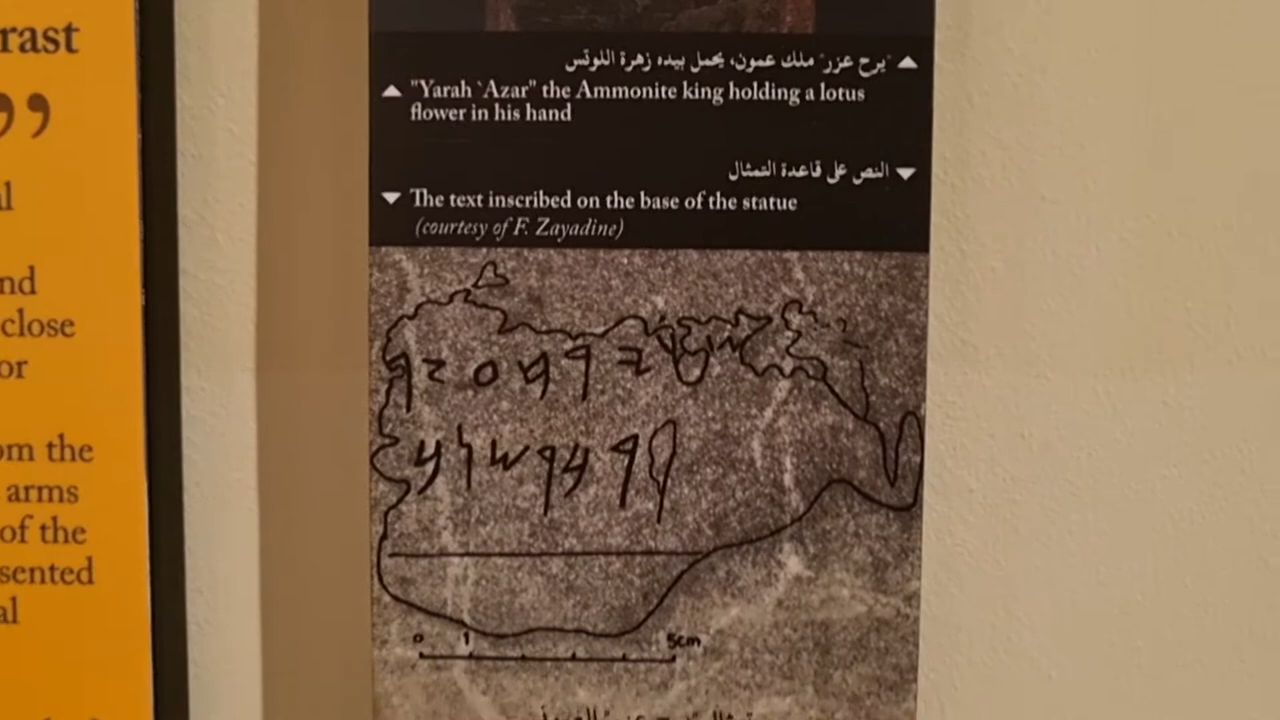 rast
”
al
nd
close
or
om the
arms
of the
sented
al
"يرح عزر" ملك عمون، يحمل بيده زهرة اللوتس
"Yarah `Azar" the Ammonite king holding a lotus
flower in his hand
النص على قاعدة التمثال
The text inscribed on the base of the statue
(courtesy of F. Zayadine)
0 1 5cm